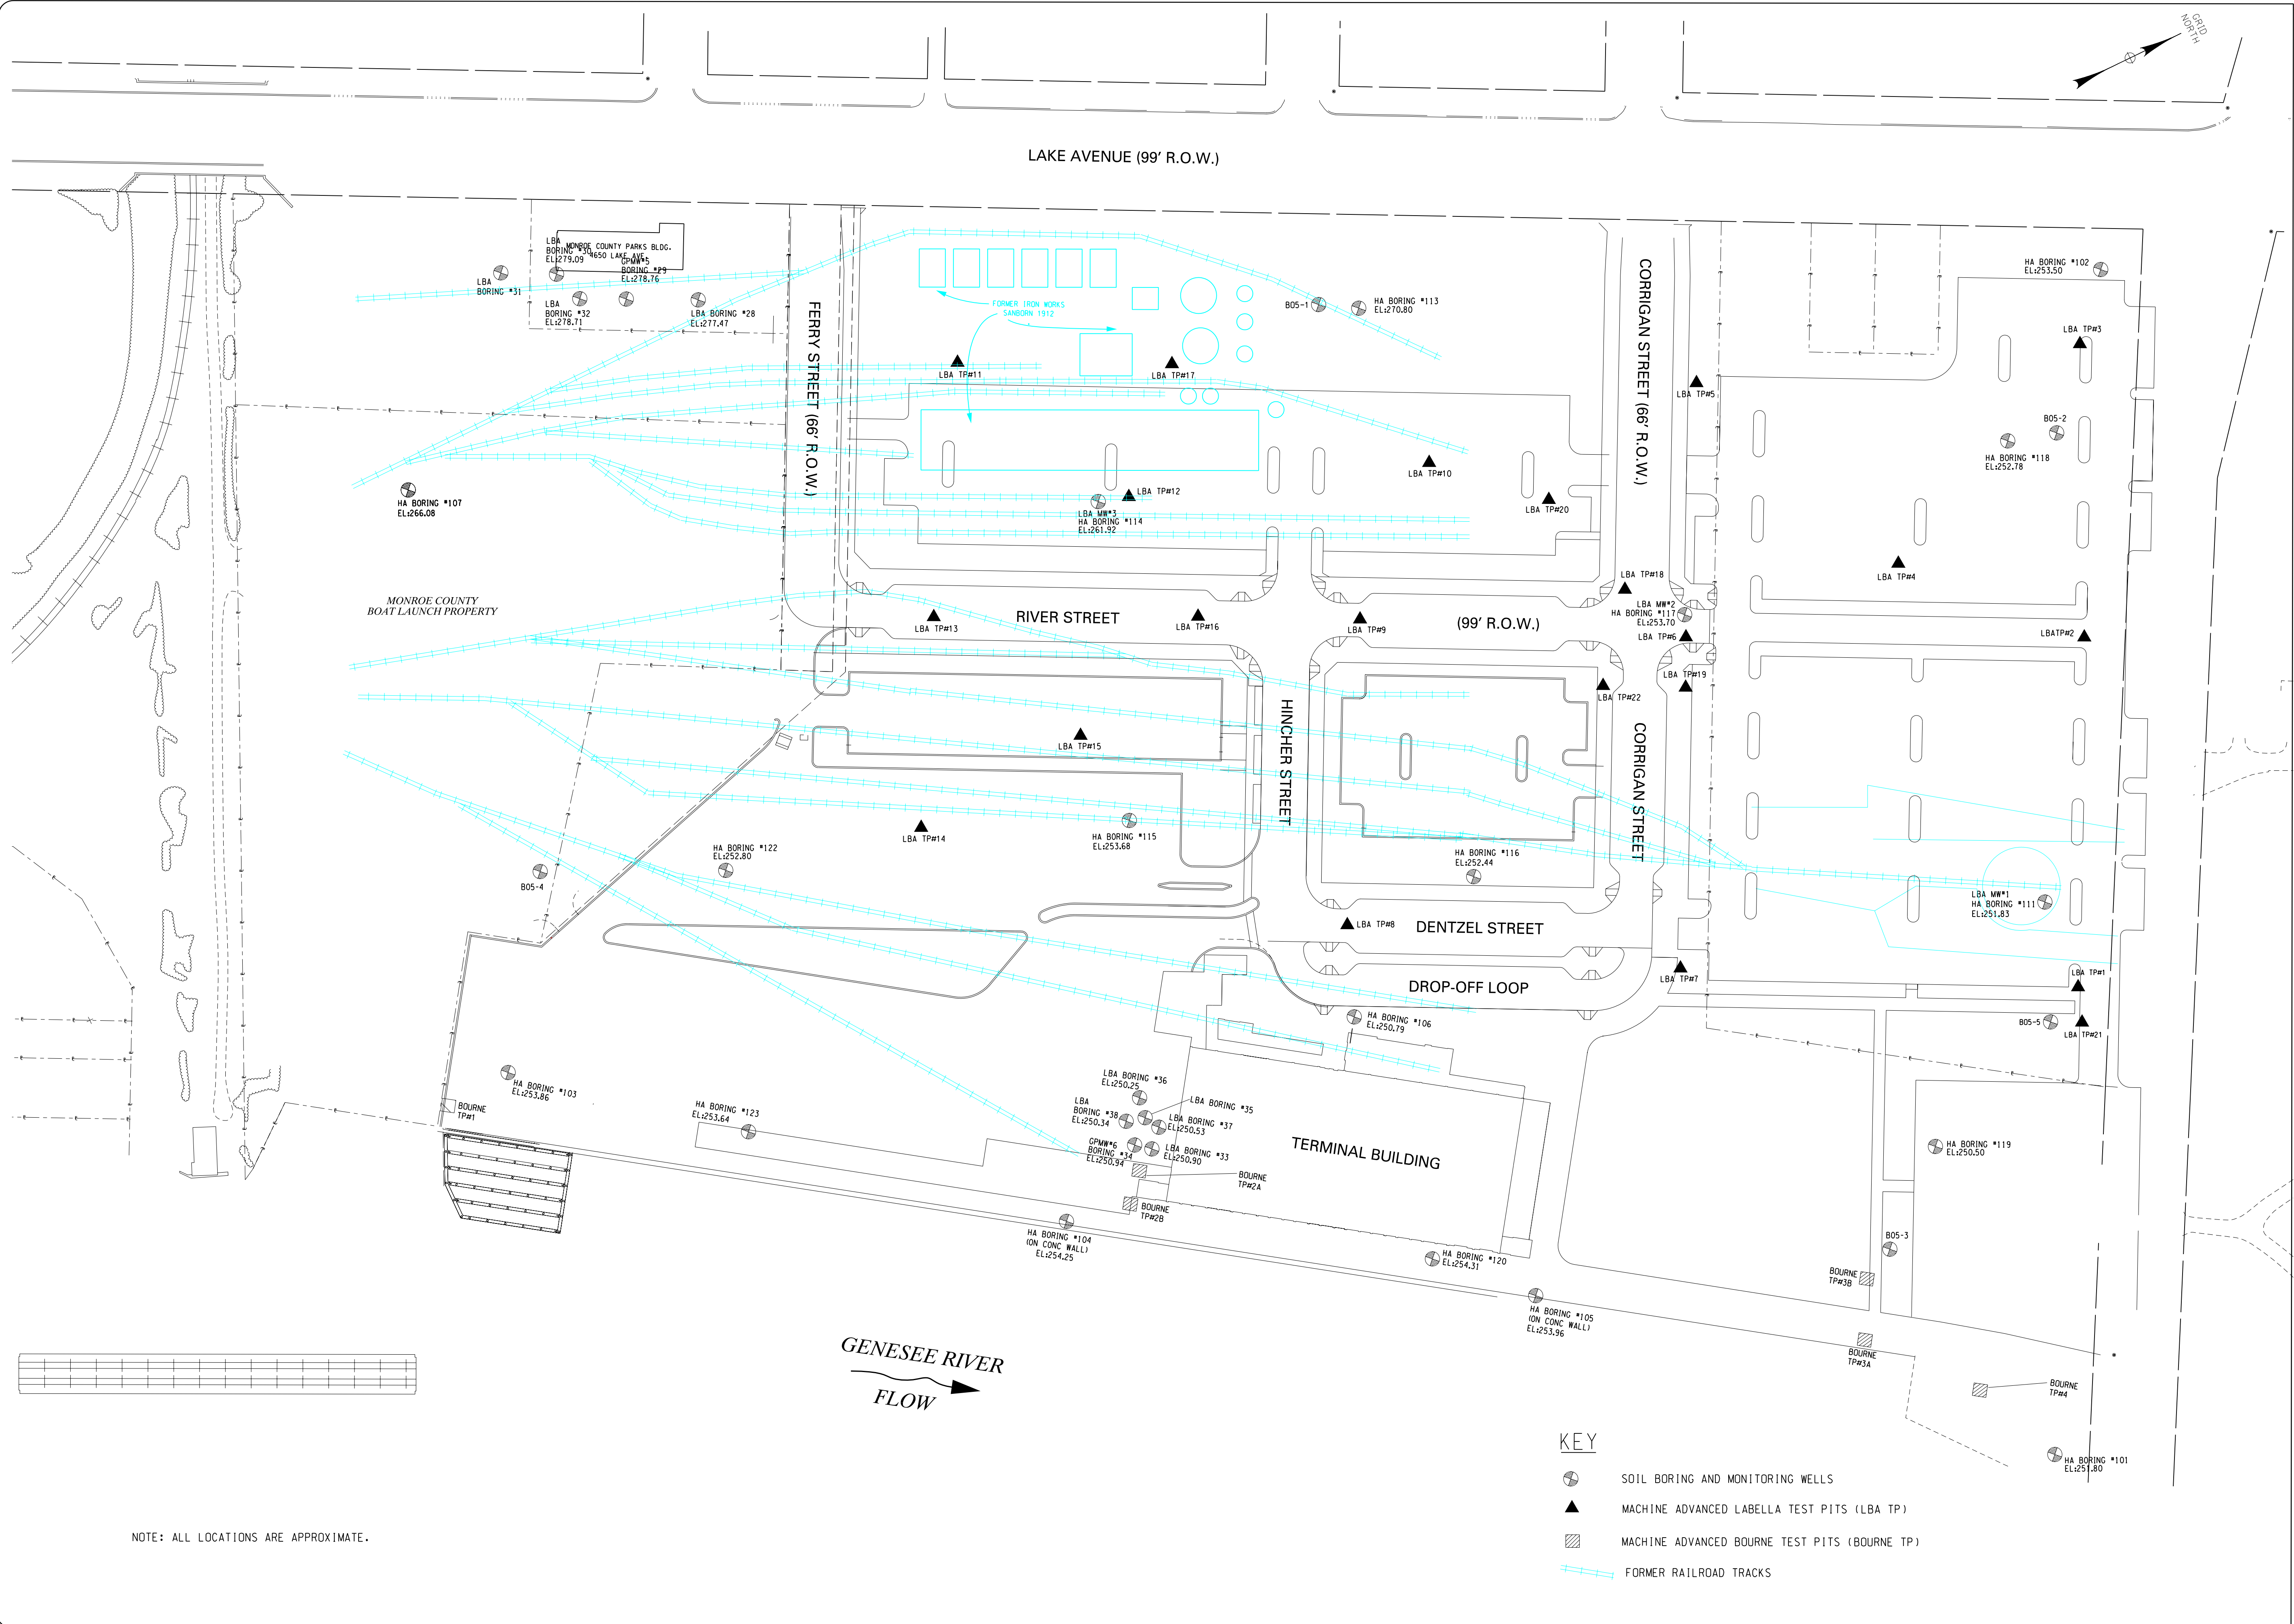 GRID
NORTH
LAKE AVENUE (99' R.O.W.)
LBA
BORING #30
EL:279.09
MONROE COUNTY PARKS BLDG.
4650 LAKE AVE.
GPMW#5
BORING #29
EL:278.76
LBA
BORING #31
LBA
BORING #32
EL:278.71
LBA BORING #28
EL:277.47
FERRY STREET (66' R.O.W.)
FORMER IRON WORKS
SANBORN 1912
B05-1
HA BORING #113
EL:270.80
CORRIGAN STREET (66' R.O.W.)
HA BORING #102
EL:253.50
LBA TP#3
LBA TP#11
LBA TP#17
LBA TP#5
B05-2
HA BORING #118
EL:252.78
LBA TP#10
HA BORING #107
EL:266.08
LBA TP#12
LBA MW#3
HA BORING #114
EL:261.92
LBA TP#20
LBA TP#4
LBA TP#18
MONROE COUNTY
BOAT LAUNCH PROPERTY
LBA TP#13
RIVER STREET
LBA TP#16
LBA TP#9
(99' R.O.W.)
LBA MW#2
HA BORING #117
EL:253.70
LBA TP#6
LBATP#2
LBA TP#19
LBA TP#22
HINCHER STREET
CORRIGAN STREET
LBA TP#15
LBA TP#14
HA BORING #115
EL:253.68
HA BORING #122
EL:252.80
HA BORING #116
EL:252.44
B05-4
LBA MW#1
HA BORING #111
EL:251.83
LBA TP#8
DENTZEL STREET
LBA TP#7
LBA TP#1
DROP-OFF LOOP
HA BORING #106
EL:250.79
B05-5
LBA TP#21
HA BORING #103
EL:253.86
BOURNE
TP#1
HA BORING #123
EL:253.64
LBA BORING #36
EL:250.25
LBA BORING #35
LBA
BORING #38
EL:250.34
LBA BORING #37
EL:250.53
GPMW#6
BORING #34
EL:250.94
LBA BORING #33
EL:250.90
TERMINAL BUILDING
HA BORING #119
EL:250.50
BOURNE
TP#2A
BOURNE
TP#2B
HA BORING #104
(ON CONC WALL)
EL:254.25
HA BORING #120
EL:254.31
B05-3
BOURNE
TP#3B
HA BORING #105
(ON CONC WALL)
EL:253.96
BOURNE
TP#3A
BOURNE
TP#4
GENESEE RIVER
FLOW
HA BORING #101
EL:251.80
KEY
SOIL BORING AND MONITORING WELLS
MACHINE ADVANCED LABELLA TEST PITS (LBA TP)
MACHINE ADVANCED BOURNE TEST PITS (BOURNE TP)
FORMER RAILROAD TRACKS
NOTE: ALL LOCATIONS ARE APPROXIMATE.